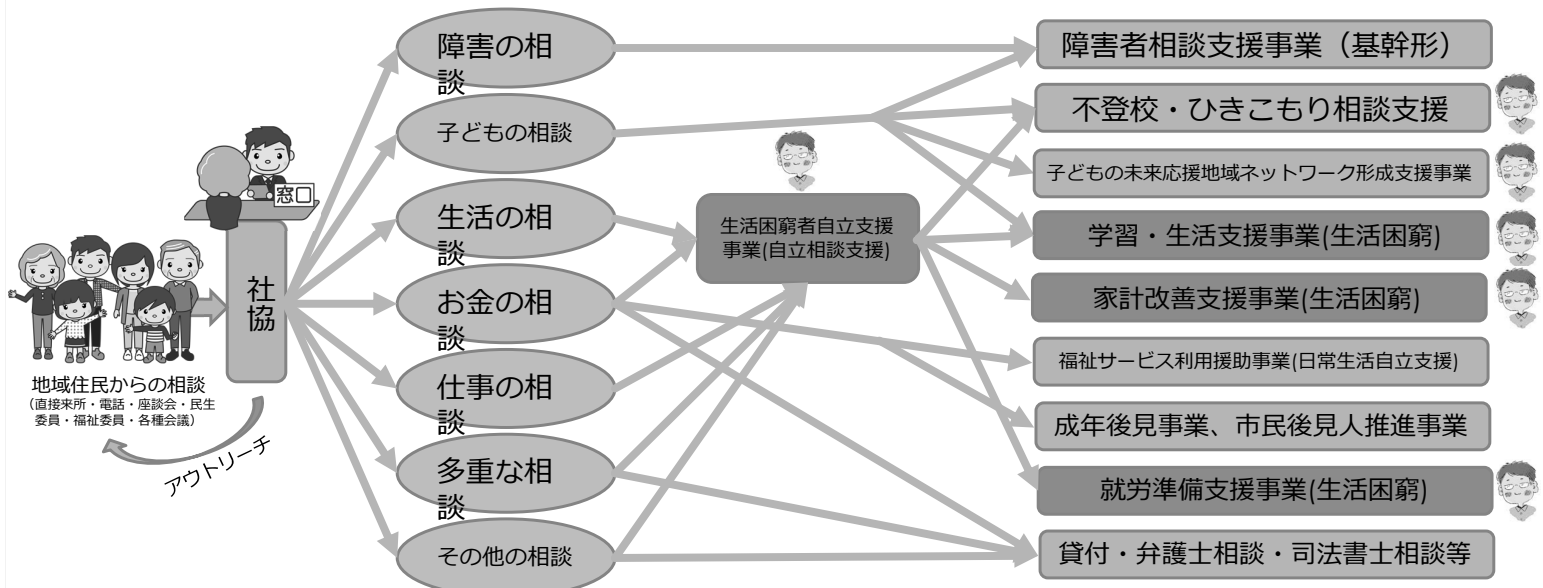 窓口
社
協
地域住民からの相談
（直接来所・電話・座談会・民生
委員・福祉委員・各種会議）
アウトリーチ
障害の相
談
子どもの相談
生活の相
談
お金の相
談
仕事の相
談
多重な相
談
その他の相談
生活困窮者自立支援
事業(自立相談支援)
障害者相談支援事業（基幹形）
不登校・ひきこもり相談支援
子どもの未来応援地域ネットワーク形成支援事業
学習・生活支援事業(生活困窮)
家計改善支援事業(生活困窮)
福祉サービス利用援助事業(日常生活自立支援)
成年後見事業、市民後見人推進事業
就労準備支援事業(生活困窮)
貸付・弁護士相談・司法書士相談等